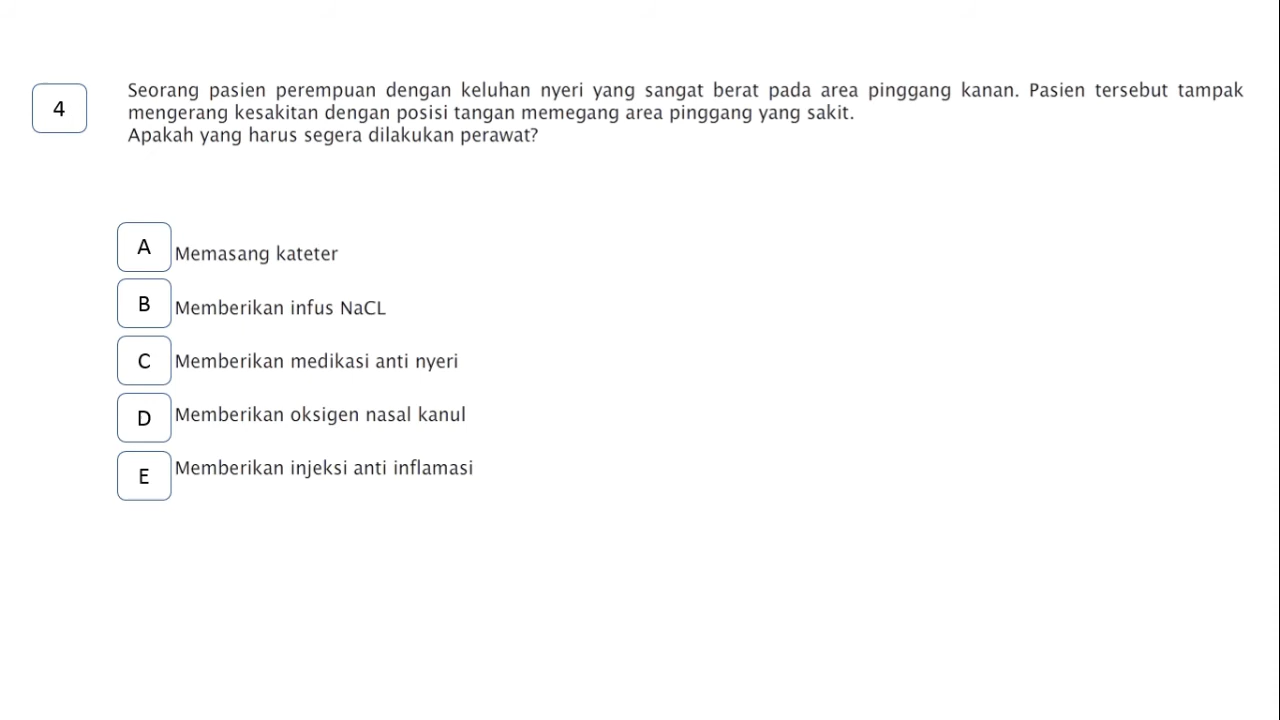 4
Seorang pasien perempuan dengan keluhan nyeri yang sangat berat pada area pinggang kanan. Pasien tersebut tampak
mengerang kesakitan dengan posisi tangan memegang area pinggang yang sakit.
Apakah yang harus segera dilakukan perawat?
A Memasang kateter
B Memberikan infus NaCL
C Memberikan medikasi anti nyeri
D Memberikan oksigen nasal kanul
E Memberikan injeksi anti inflamasi